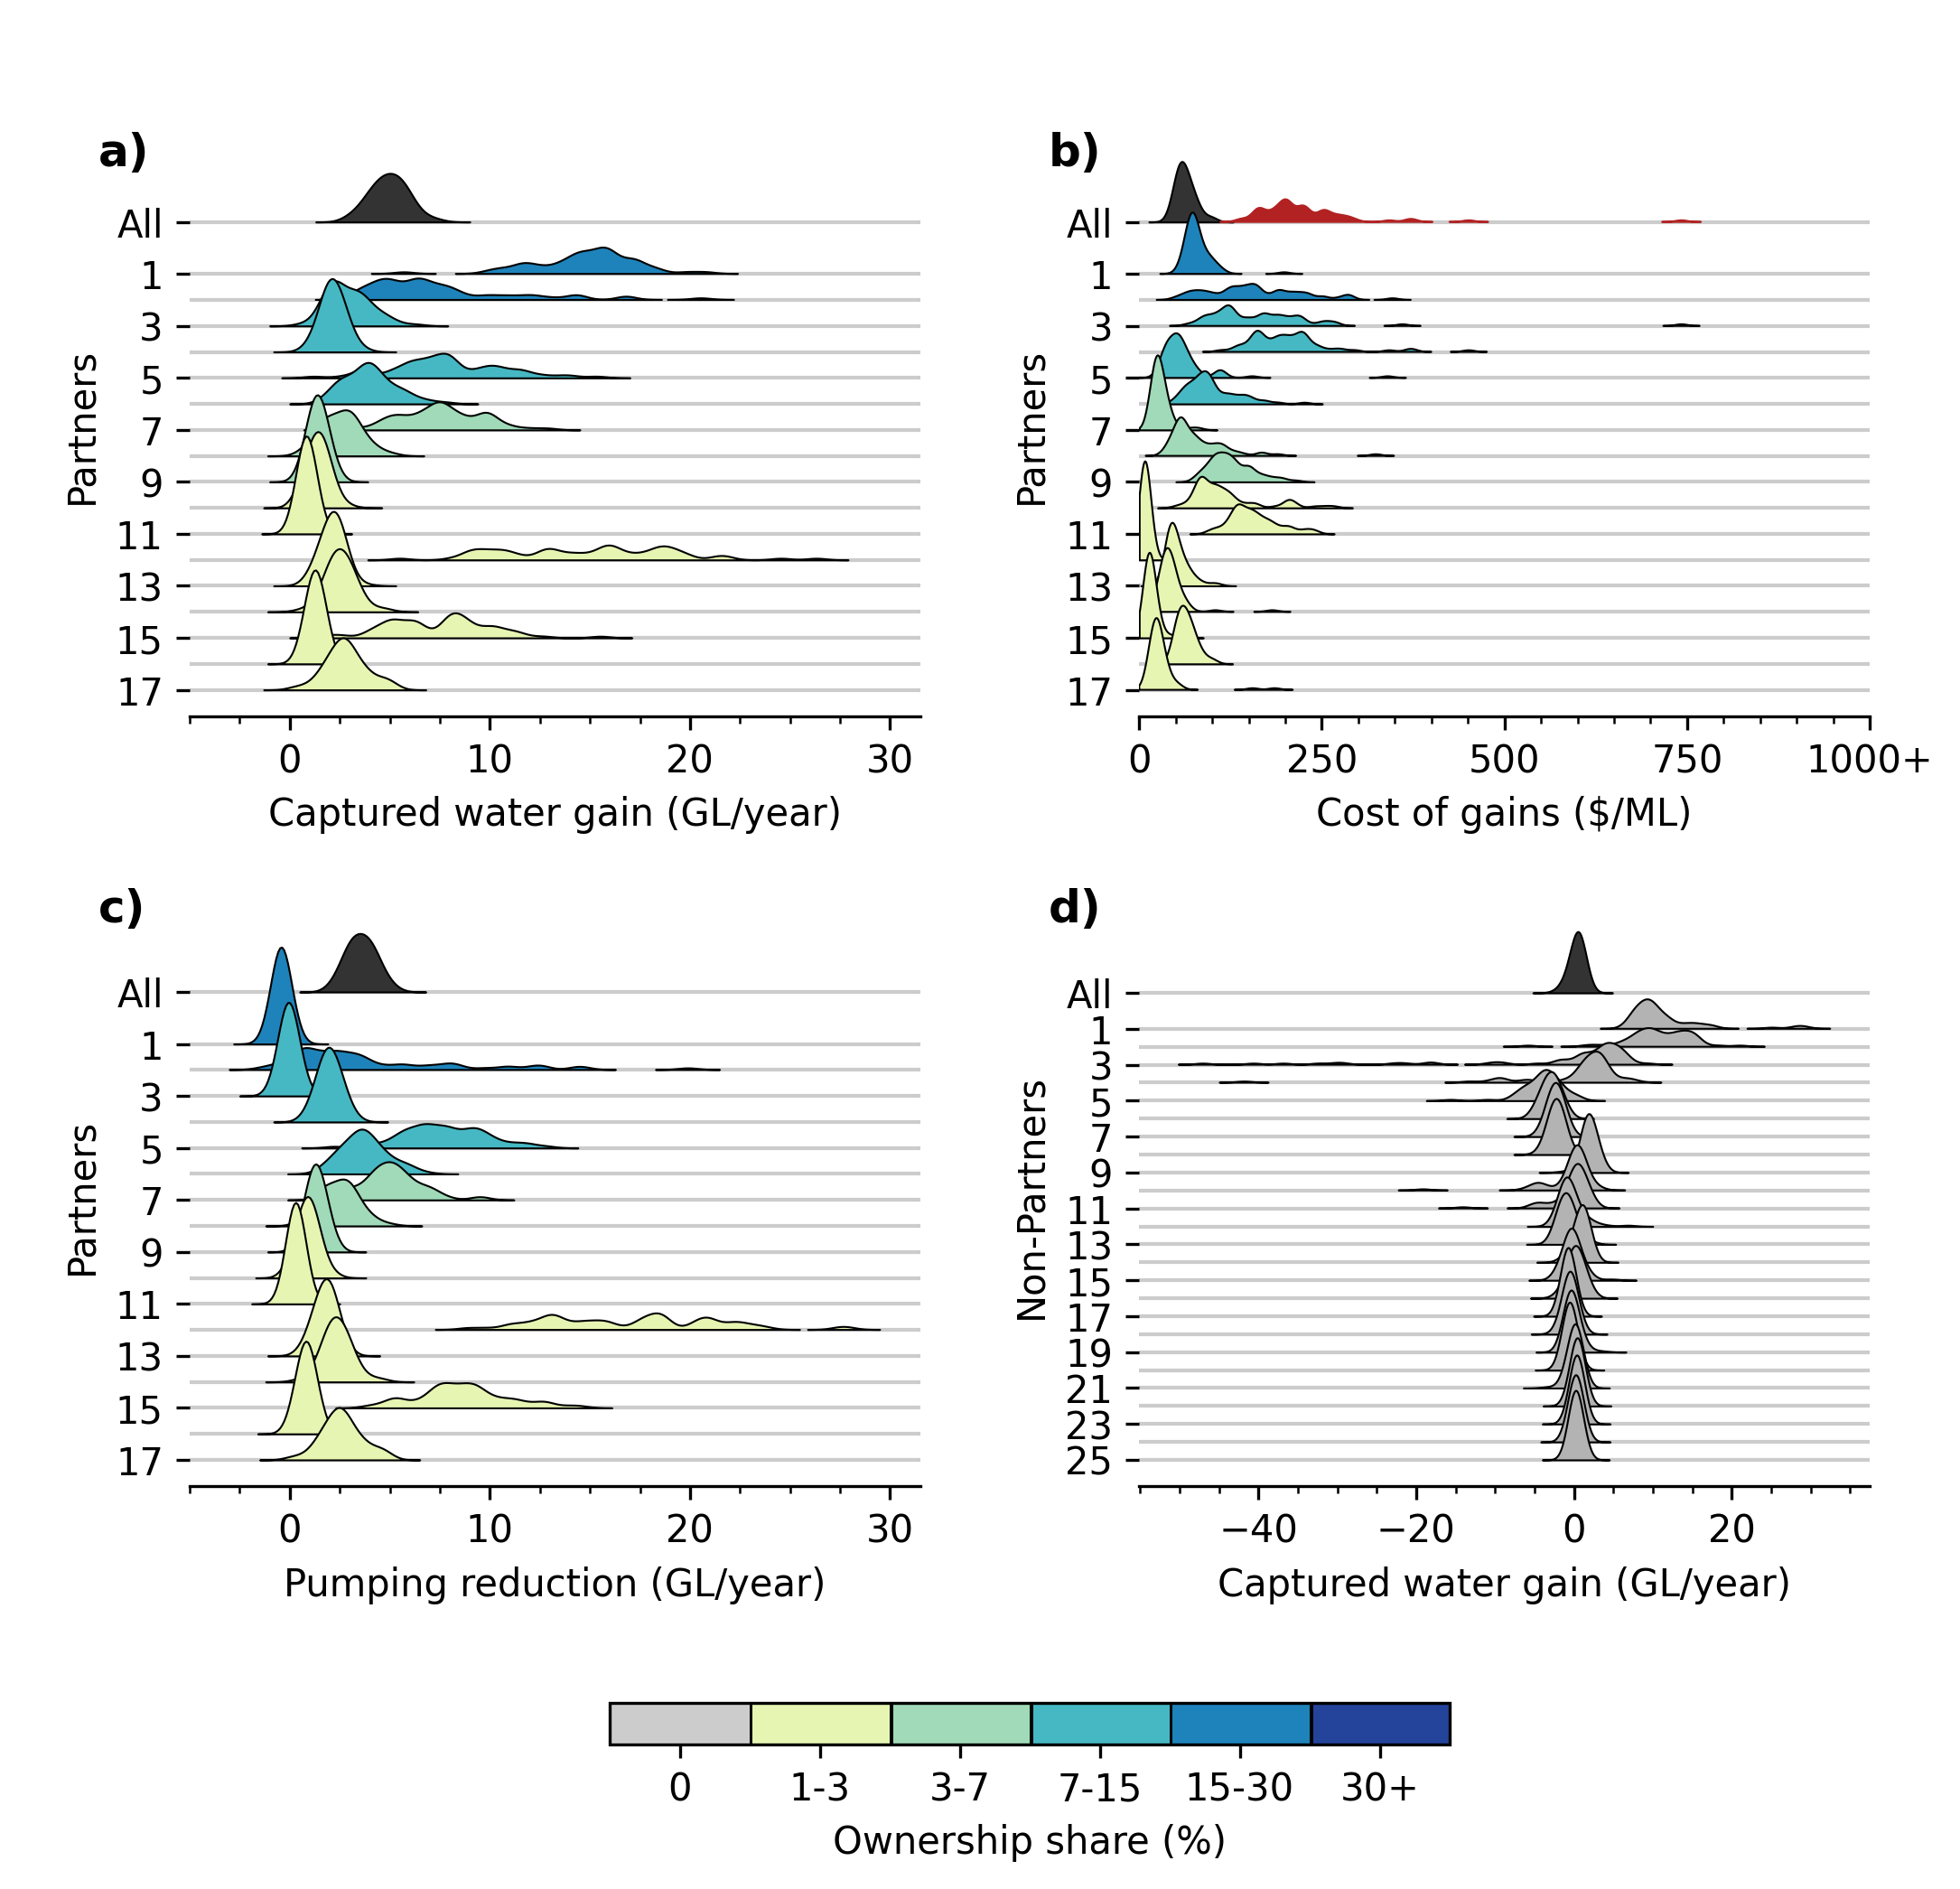 a)
All
1
3
5
7
9
11
13
15
17
Partners
0 10 20 30
Captured water gain (GL/year)
b)
All
1
3
5
7
9
11
13
15
17
Partners
0 250 500 750 1000+
Cost of gains ($/ML)
c)
All
1
3
5
7
9
11
13
15
17
Partners
0 10 20 30
Pumping reduction (GL/year)
d)
All
1
3
5
7
9
11
13
15
17
19
21
23
25
Non-Partners
−40 −20 0 20
Captured water gain (GL/year)
0 1-3 3-7 7-15 15-30 30+
Ownership share (%)